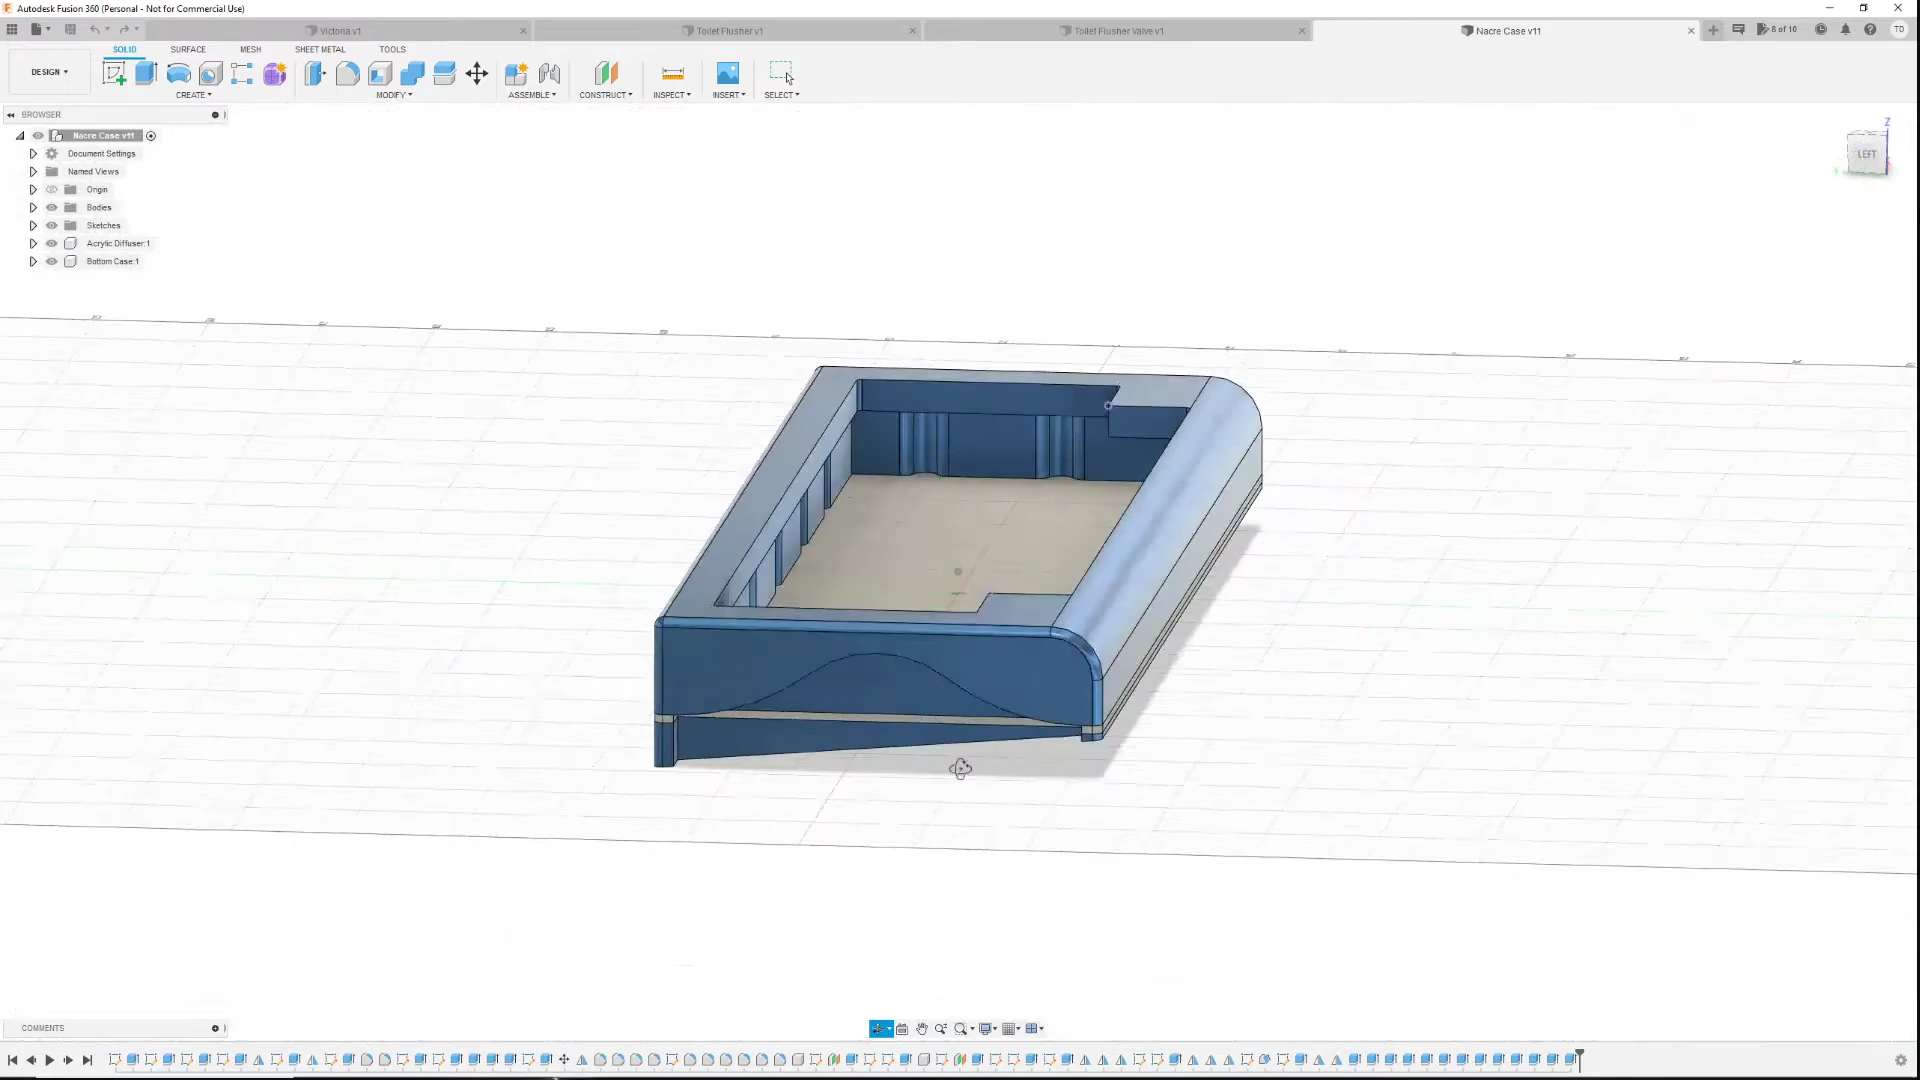 Autodesk Fusion 360 (Personal - Not for Commercial Use)
Victoria v1
Toilet Flusher v1
Toilet Flusher Valve v1
Nacre Case v11
8 of 10
TD
SOLID
SURFACE
MESH
SHEET METAL
TOOLS
DESIGN
CREATE
MODIFY
ASSEMBLE
CONSTRUCT
INSPECT
INSERT
SELECT
BROWSER
Nacre Case v11
Document Settings
Named Views
Origin
Bodies
Sketches
Acrylic Diffuser:1
Bottom Case:1
Z
LEFT
Y
COMMENTS